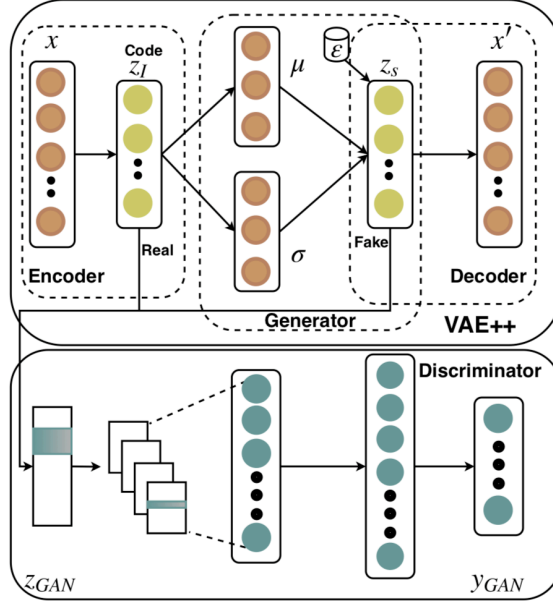 x
Code
z_I
μ
ε
z_s
x′
Real
σ
Fake
Encoder
Decoder
Generator
VAE++
Discriminator
z_GAN
y_GAN